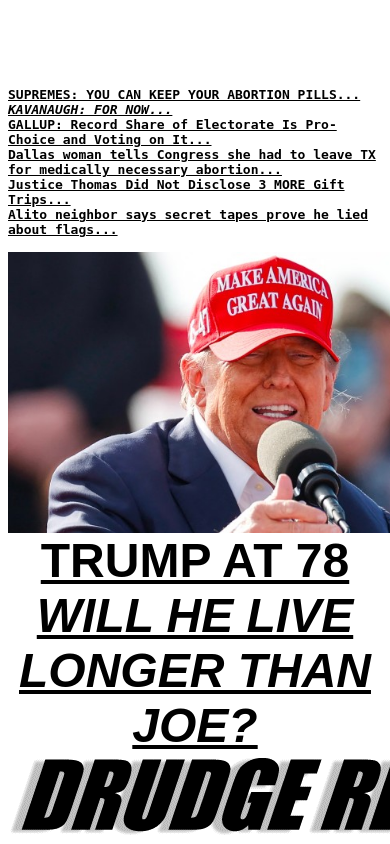 SUPREMES: YOU CAN KEEP YOUR ABORTION PILLS...
KAVANAUGH: FOR NOW...
GALLUP: Record Share of Electorate Is Pro-
Choice and Voting on It...
Dallas woman tells Congress she had to leave TX
for medically necessary abortion...
Justice Thomas Did Not Disclose 3 MORE Gift
Trips...
Alito neighbor says secret tapes prove he lied
about flags...
MAKE AMERICA
GREAT AGAIN
45-47
TRUMP AT 78
WILL HE LIVE
LONGER THAN
JOE?
DRUDGE RE